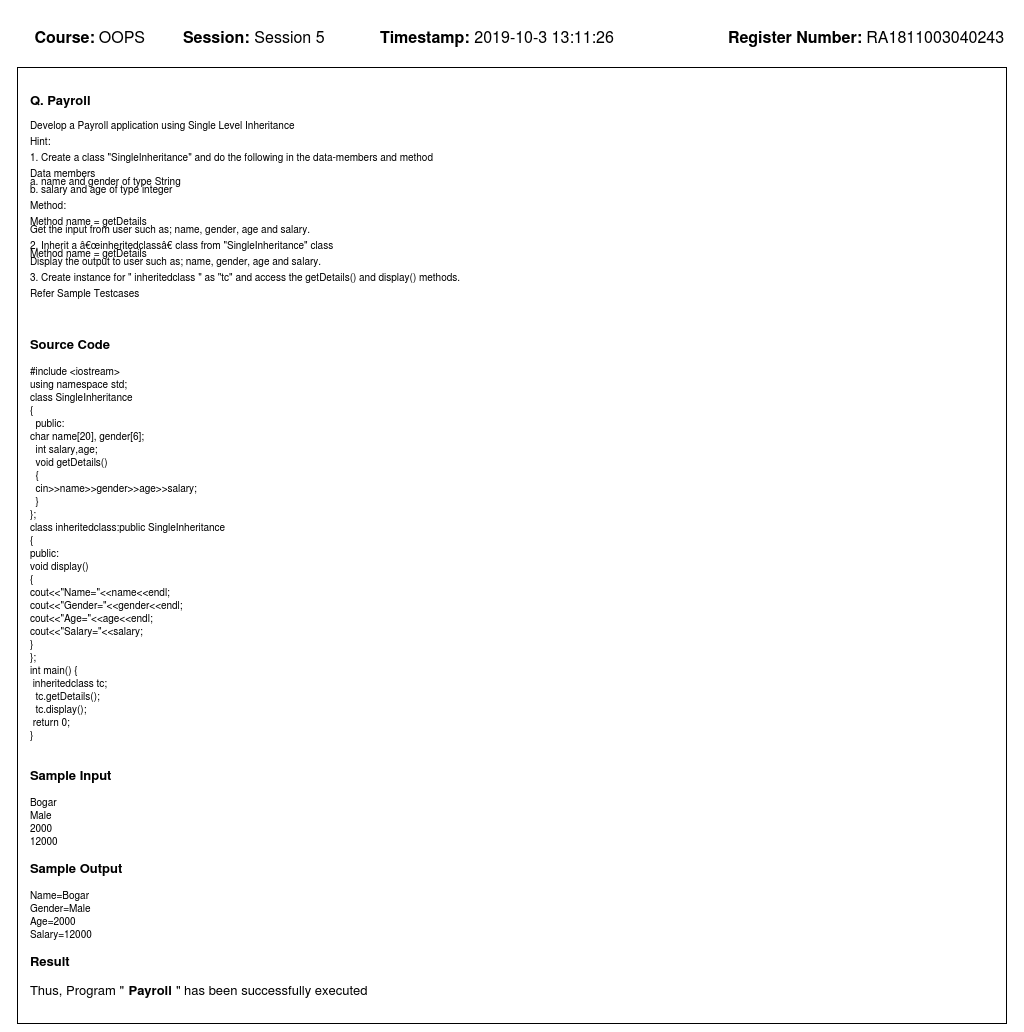 Course: OOPS Session: Session 5 Timestamp: 2019-10-3 13:11:26 Register Number: RA1811003040243
Q. Payroll
Develop a Payroll application using Single Level Inheritance
Hint:
1. Create a class "SingleInheritance" and do the following in the data-members and method
Data members
a. name and gender of type String
b. salary and age of type integer
Method:
Method name = getDetails
Get the input from user such as; name, gender, age and salary.
2. Inherit a â€œinheritedclassâ€ class from "SingleInheritance" class
Method name = getDetails
Display the output to user such as; name, gender, age and salary.
3. Create instance for " inheritedclass " as "tc" and access the getDetails() and display() methods.
Refer Sample Testcases
Source Code
#include <iostream>
using namespace std;
class SingleInheritance
{
public:
char name[20], gender[6];
int salary,age;
void getDetails()
{
cin>>name>>gender>>age>>salary;
}
};
class inheritedclass:public SingleInheritance
{
public:
void display()
{
cout<<"Name="<<name<<endl;
cout<<"Gender="<<gender<<endl;
cout<<"Age="<<age<<endl;
cout<<"Salary="<<salary;
}
};
int main() {
inheritedclass tc;
tc.getDetails();
tc.display();
return 0;
}
Sample Input
Bogar
Male
2000
12000
Sample Output
Name=Bogar
Gender=Male
Age=2000
Salary=12000
Result
Thus, Program " Payroll " has been successfully executed